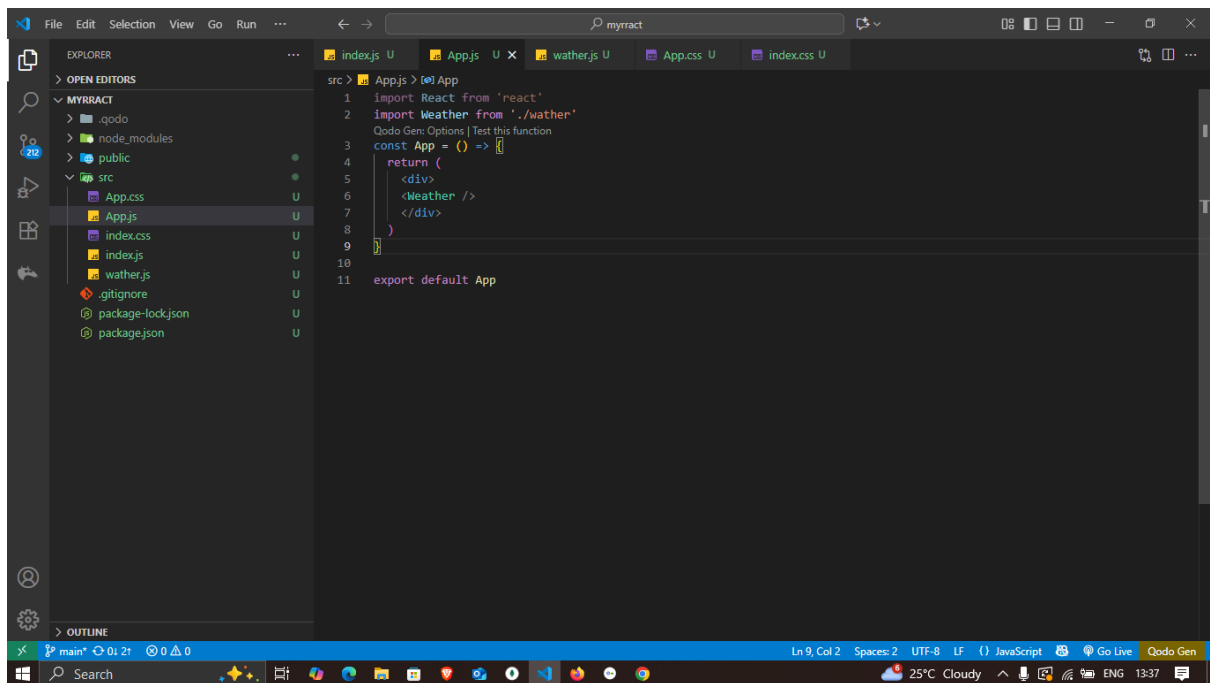 File Edit Selection View Go Run ···
myrract
EXPLORER ···
OPEN EDITORS
MYRRACT
.qodo
node_modules
public
src
App.css U
App.js U
index.css U
index.js U
wather.js U
.gitignore U
package-lock.json U
package.json U
OUTLINE
212
index.js U App.js U wather.js U App.css U index.css U
src > App.js > App
1 import React from 'react'
2 import Weather from './wather'
Qodo Gen: Options | Test this function
3 const App = () => {
4 return (
5 <div>
6 <Weather />
7 </div>
8 )
9 }
10
11 export default App
main* 0↓ 2↑ 0 0 Ln 9, Col 2 Spaces: 2 UTF-8 LF {} JavaScript Go Live Qodo Gen
Search 6 25°C Cloudy ENG 13:37